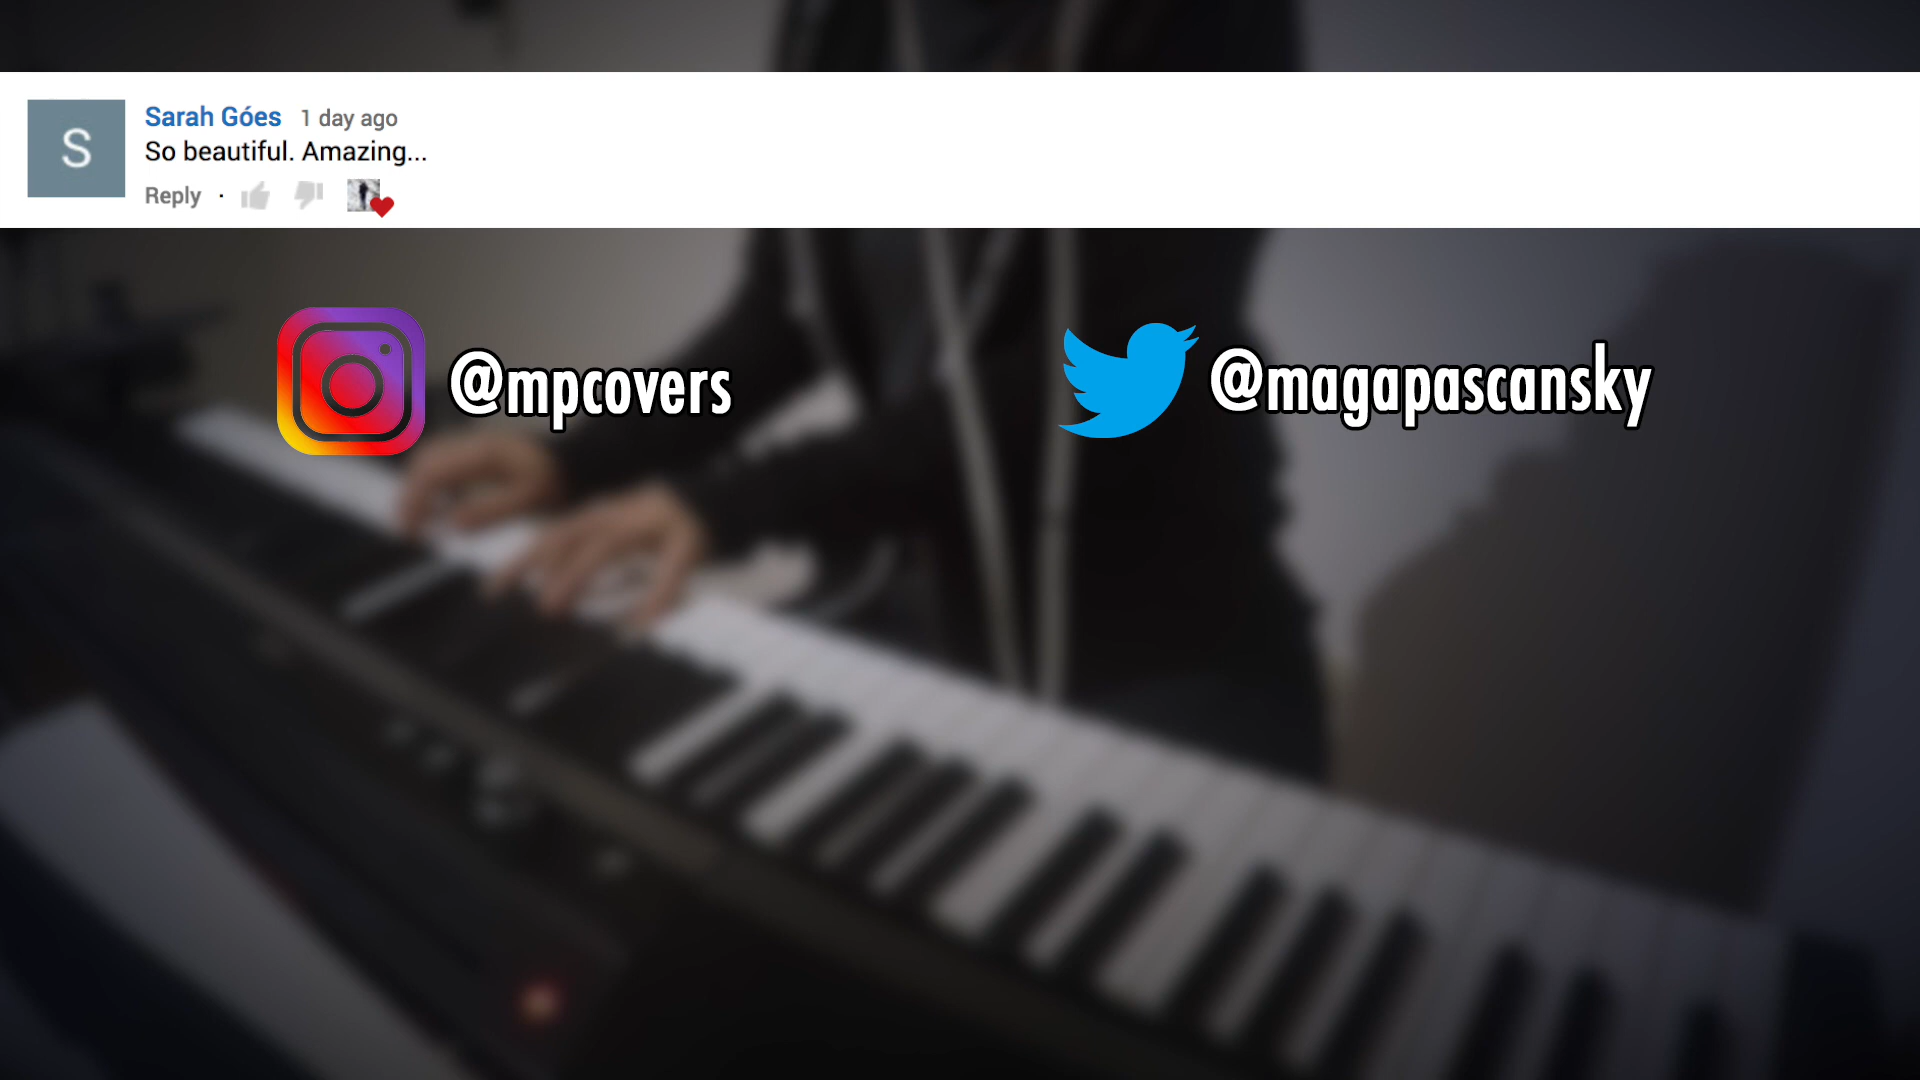 S
Sarah Góes 1 day ago
So beautiful. Amazing...
Reply ·
@mpcovers
@magapascansky